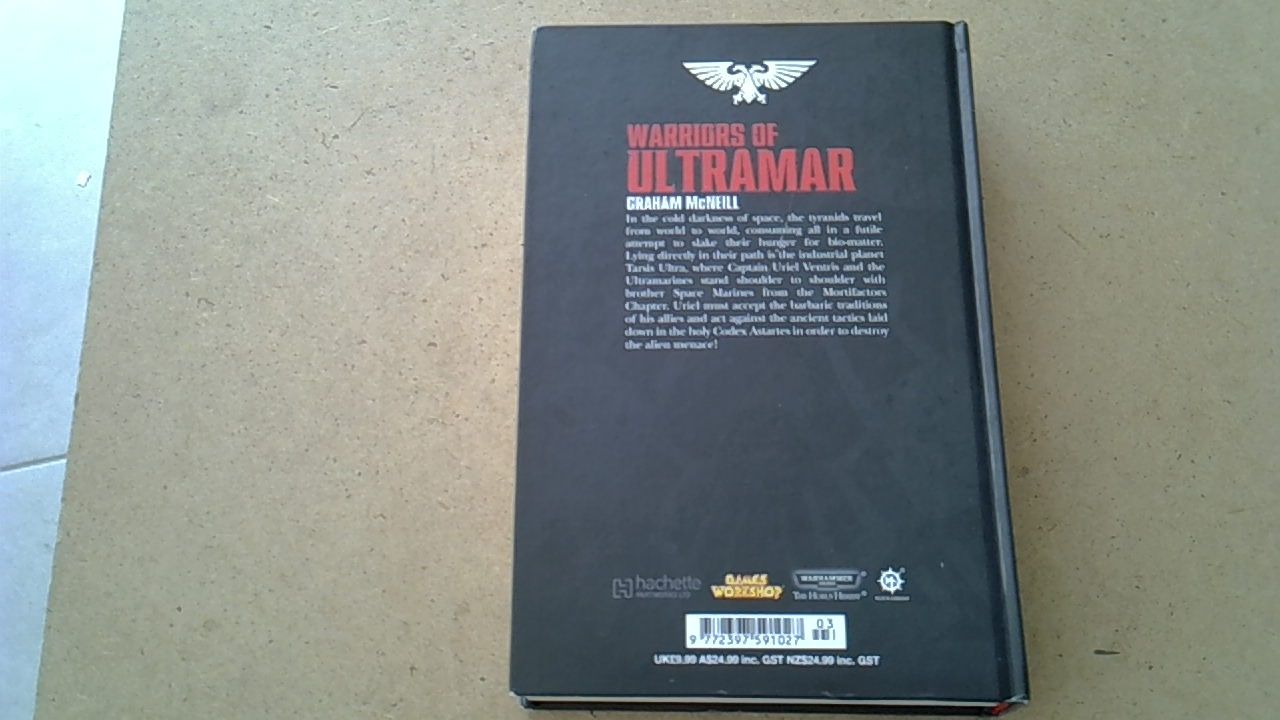 WARRIORS OF
ULTRAMAR
GRAHAM McNEILL
In the cold darkness of space, the tyranids travel
from world to world, consuming all in a futile
attempt to slake their hunger for bio-matter.
Lying directly in their path is the industrial planet
Tarsis Ultra, where Captain Uriel Ventris and the
Ultramarines stand shoulder to shoulder with
brother Space Marines from the Mortifactors
Chapter. Uriel must accept the barbaric traditions
of his allies and act against the ancient tactics laid
down in the holy Codex Astartes in order to destroy
the alien menace!
hachette
PARTWORKS LTD
GAMES
WORKSHOP
WARHAMMER
THE HORUS HERESY
03
9 772397 591027
UK£9.99 A$24.99 inc. GST NZ$24.99 inc. GST